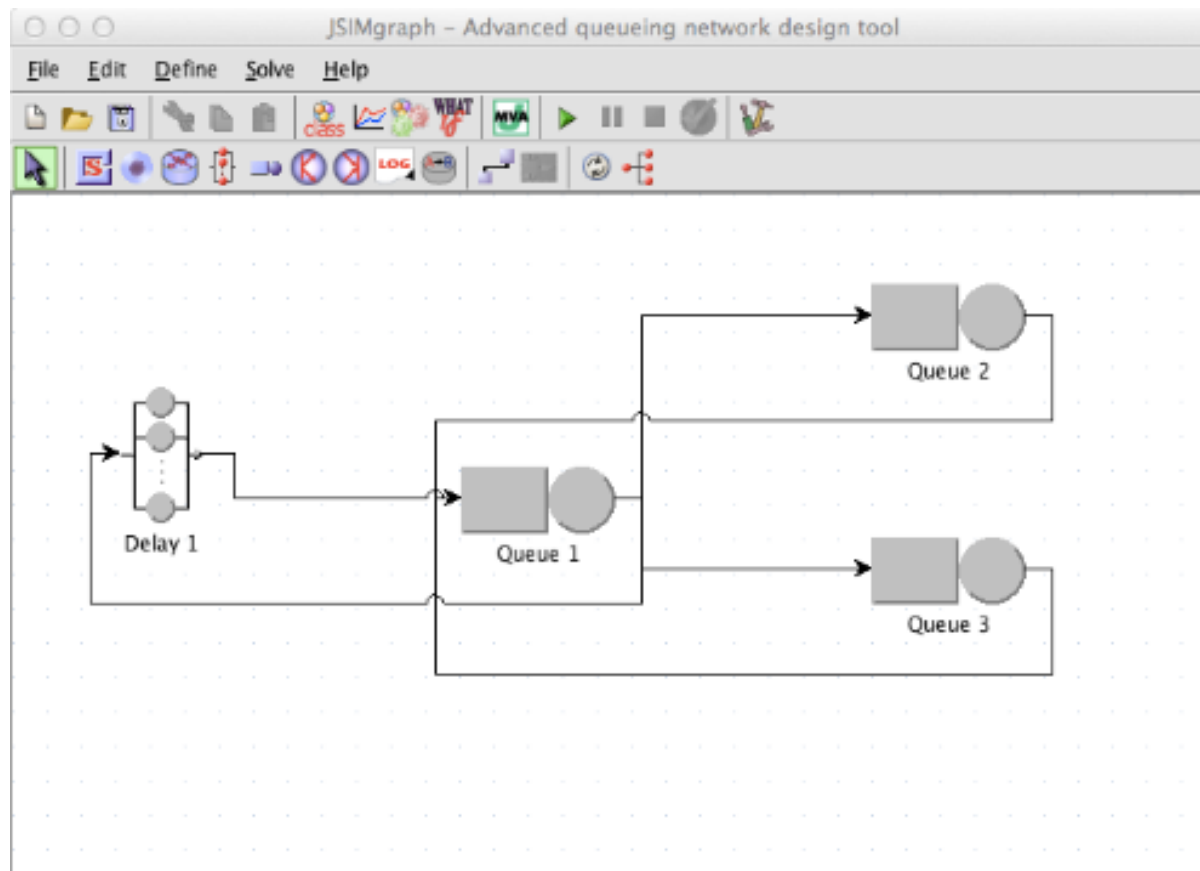 JSIMgraph – Advanced queueing network design tool
File Edit Define Solve Help
class WHAT if MVA
S LOG
Queue 2
Delay 1
Queue 1
Queue 3